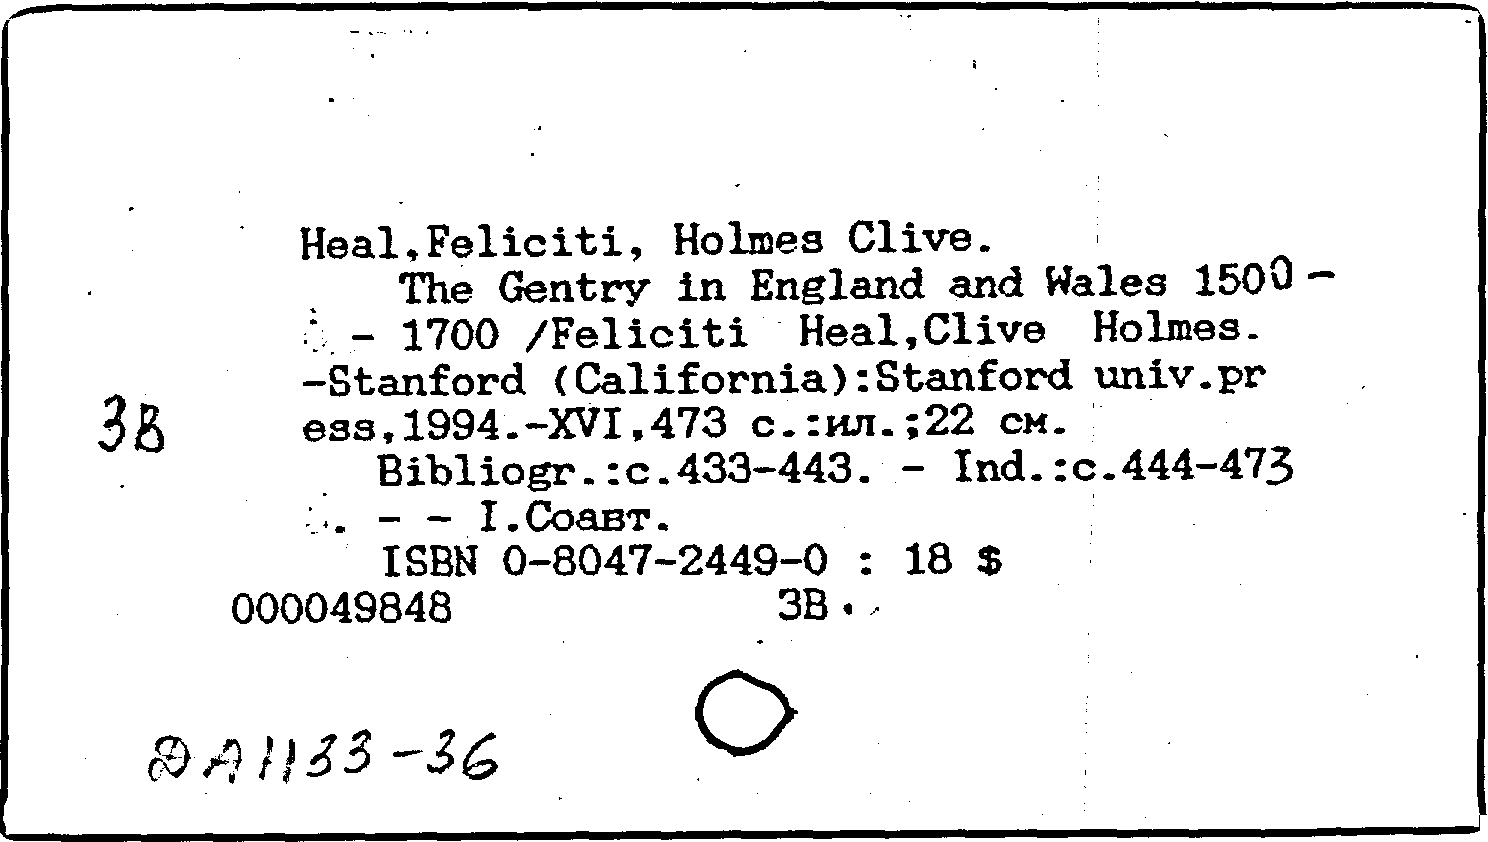 Heal,Feliciti, Holmes Clive.
The Gentry in England and Wales 1500 -
- 1700 /Feliciti Heal,Clive Holmes.
-Stanford (California):Stanford univ.pr
ess,1994.-XVI,473 с.:ил.;22 см.
ЗВ
Bibliogr.:с.433-443. - Ind.:с.444-473
. - - I.Соавт.
ISBN 0-8047-2449-0 : 18 $
000049848 ЗВ.
DA1133-36